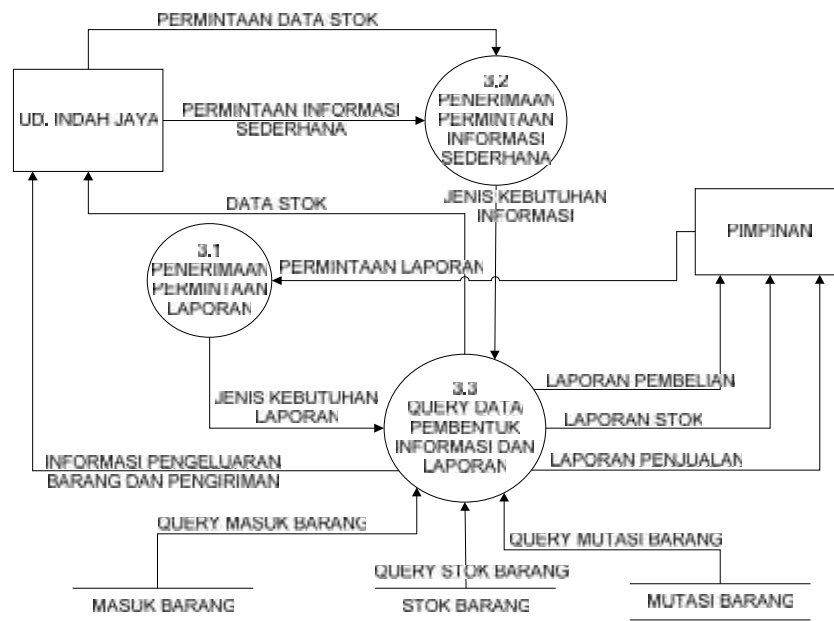 PERMINTAAN DATA STOK
UD. INDAH JAYA
PERMINTAAN INFORMASI
SEDERHANA
3.2
PENERIMAAN
PERMINTAAN
INFORMASI
SEDERHANA
DATA STOK
JENIS KEBUTUHAN
INFORMASI
PIMPINAN
3.1
PENERIMAAN
PERMINTAAN
LAPORAN
PERMINTAAN LAPORAN
JENIS KEBUTUHAN
LAPORAN
3.3
QUERY DATA
PEMBENTUK
INFORMASI DAN
LAPORAN
LAPORAN PEMBELIAN
LAPORAN STOK
LAPORAN PENJUALAN
INFORMASI PENGELUARAN
BARANG DAN PENGIRIMAN
QUERY MASUK BARANG
QUERY STOK BARANG
QUERY MUTASI BARANG
MASUK BARANG
STOK BARANG
MUTASI BARANG